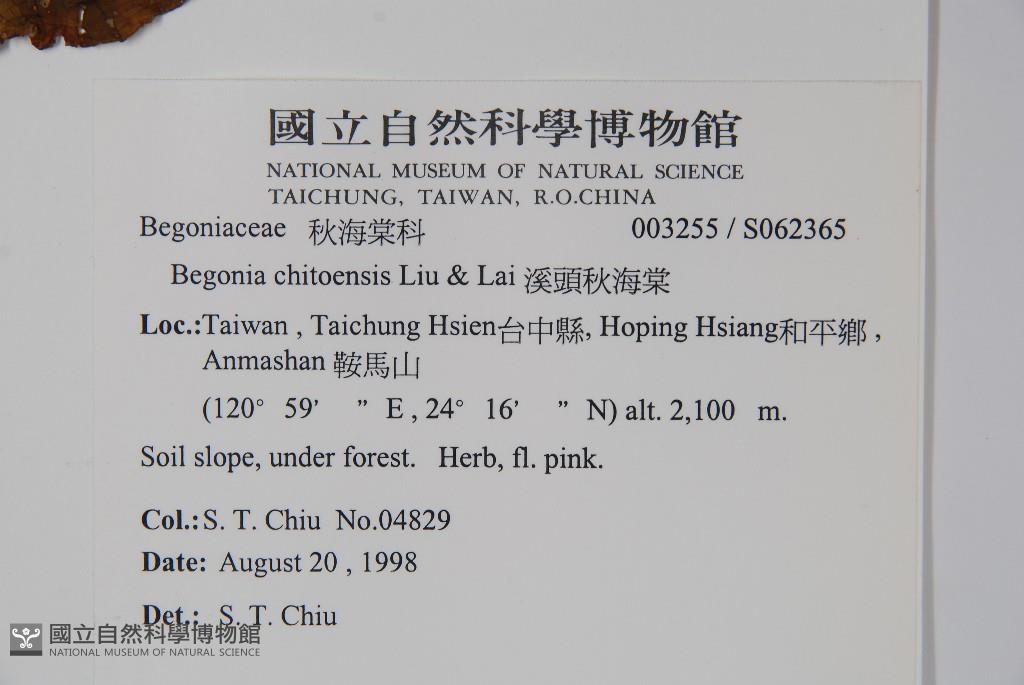 國立自然科學博物館
NATIONAL MUSEUM OF NATURAL SCIENCE
TAICHUNG, TAIWAN, R.O.CHINA
Begoniaceae 秋海棠科 003255 / S062365
Begonia chitoensis Liu & Lai 溪頭秋海棠
Loc.:Taiwan , Taichung Hsien台中縣, Hoping Hsiang和平鄉 ,
Anmashan 鞍馬山
(120° 59’ ” E , 24° 16’ ” N) alt. 2,100 m.
Soil slope, under forest. Herb, fl. pink.
Col.:S. T. Chiu No.04829
Date: August 20 , 1998
Det.: S. T. Chiu
國立自然科學博物館
NATIONAL MUSEUM OF NATURAL SCIENCE